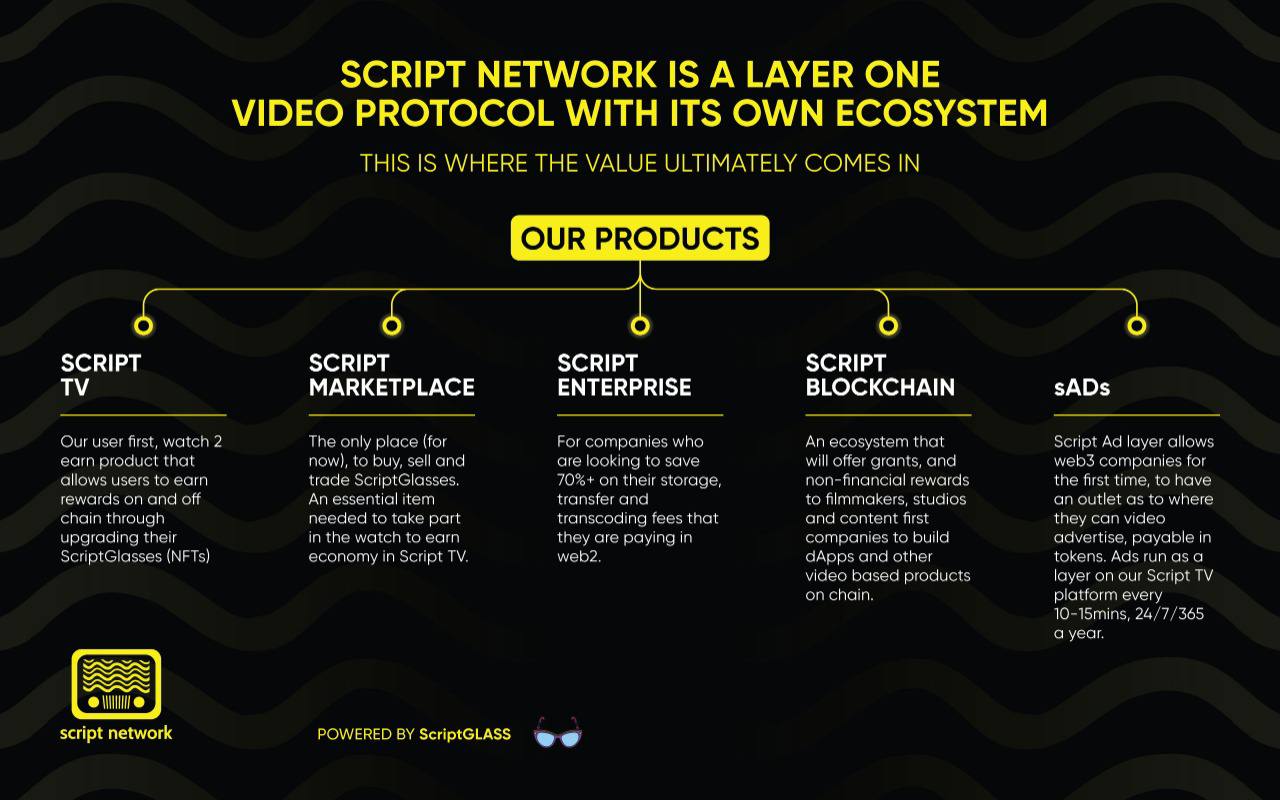 SCRIPT NETWORK IS A LAYER ONE
VIDEO PROTOCOL WITH ITS OWN ECOSYSTEM
THIS IS WHERE THE VALUE ULTIMATELY COMES IN
OUR PRODUCTS
SCRIPT
TV
Our user first, watch 2
earn product that
allows users to earn
rewards on and off
chain through
upgrading their
ScriptGlasses (NFTs)
SCRIPT
MARKETPLACE
The only place (for
now), to buy, sell and
trade ScriptGlasses.
An essential item
needed to take part
in the watch to earn
economy in Script TV.
SCRIPT
ENTERPRISE
For companies who
are looking to save
70%+ on their storage,
transfer and
transcoding fees that
they are paying in
web2.
SCRIPT
BLOCKCHAIN
An ecosystem that
will offer grants, and
non-financial rewards
to filmmakers, studios
and content first
companies to build
dApps and other
video based products
on chain.
sADs
Script Ad layer allows
web3 companies for
the first time, to have
an outlet as to where
they can video
advertise, payable in
tokens. Ads run as a
layer on our Script TV
platform every
10-15mins, 24/7/365
a year.
script network
POWERED BY ScriptGLASS